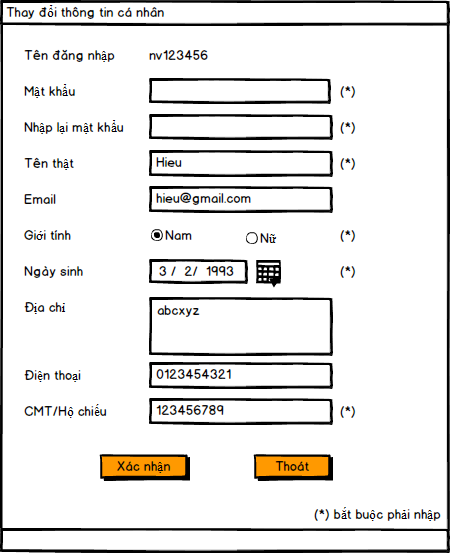 Thay đổi thông tin cá nhân
Tên đăng nhập nv123456
Mật khẩu (*)
Nhập lại mật khẩu (*)
Tên thật Hieu (*)
Email hieu@gmail.com
Giới tính Nam Nữ (*)
Ngày sinh 3 / 2/ 1993 (*)
Địa chỉ abcxyz
Điện thoại 0123454321
CMT/Hộ chiếu 123456789 (*)
Xác nhận Thoát
(*) bắt buộc phải nhập